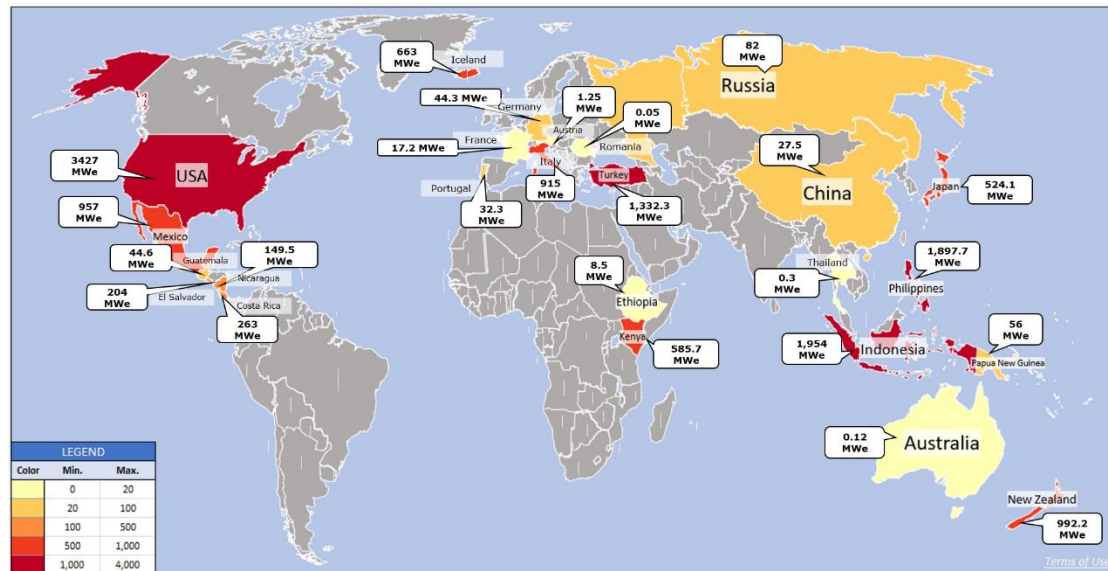 663
MWe
Iceland
82
MWe
Russia
44.3 MWe
Germany
1.25
MWe
Austria
0.05
MWe
Romania
France
17.2 MWe
Italy
915
MWe
Portugal
32.3
MWe
Turkey
1,332.3
MWe
27.5
MWe
China
Japan
524.1
MWe
3427
MWe
USA
957
MWe
Mexico
Guatemala
44.6
MWe
149.5
MWe
Nicaragua
204
MWe
El Salvador
Costa Rica
263
MWe
8.5
MWe
Ethiopia
Kenya
585.7
MWe
Thailand
0.3
MWe
1,897.7
MWe
Philippines
1,954
MWe
Indonesia
56
MWe
Papua New Guinea
0.12
MWe
Australia
New Zealand
992.2
MWe
LEGEND
Color Min. Max.
0 20
20 100
100 500
500 1,000
1,000 4,000
Terms of Use